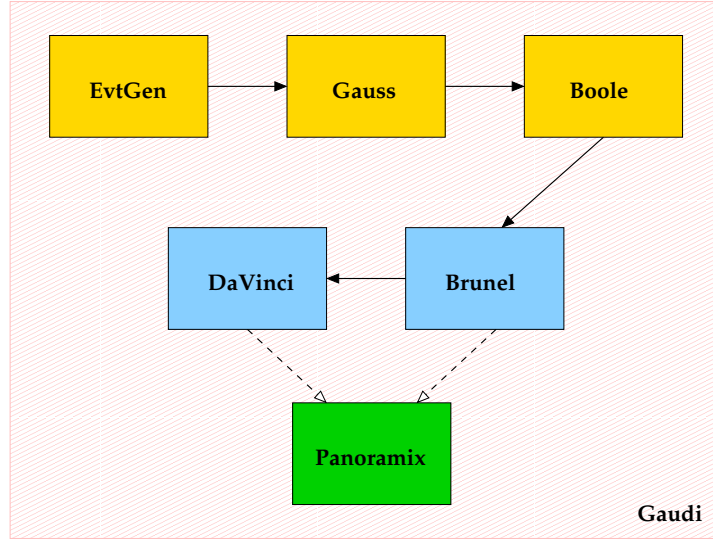 EvtGen
Gauss
Boole
DaVinci
Brunel
Panoramix
Gaudi